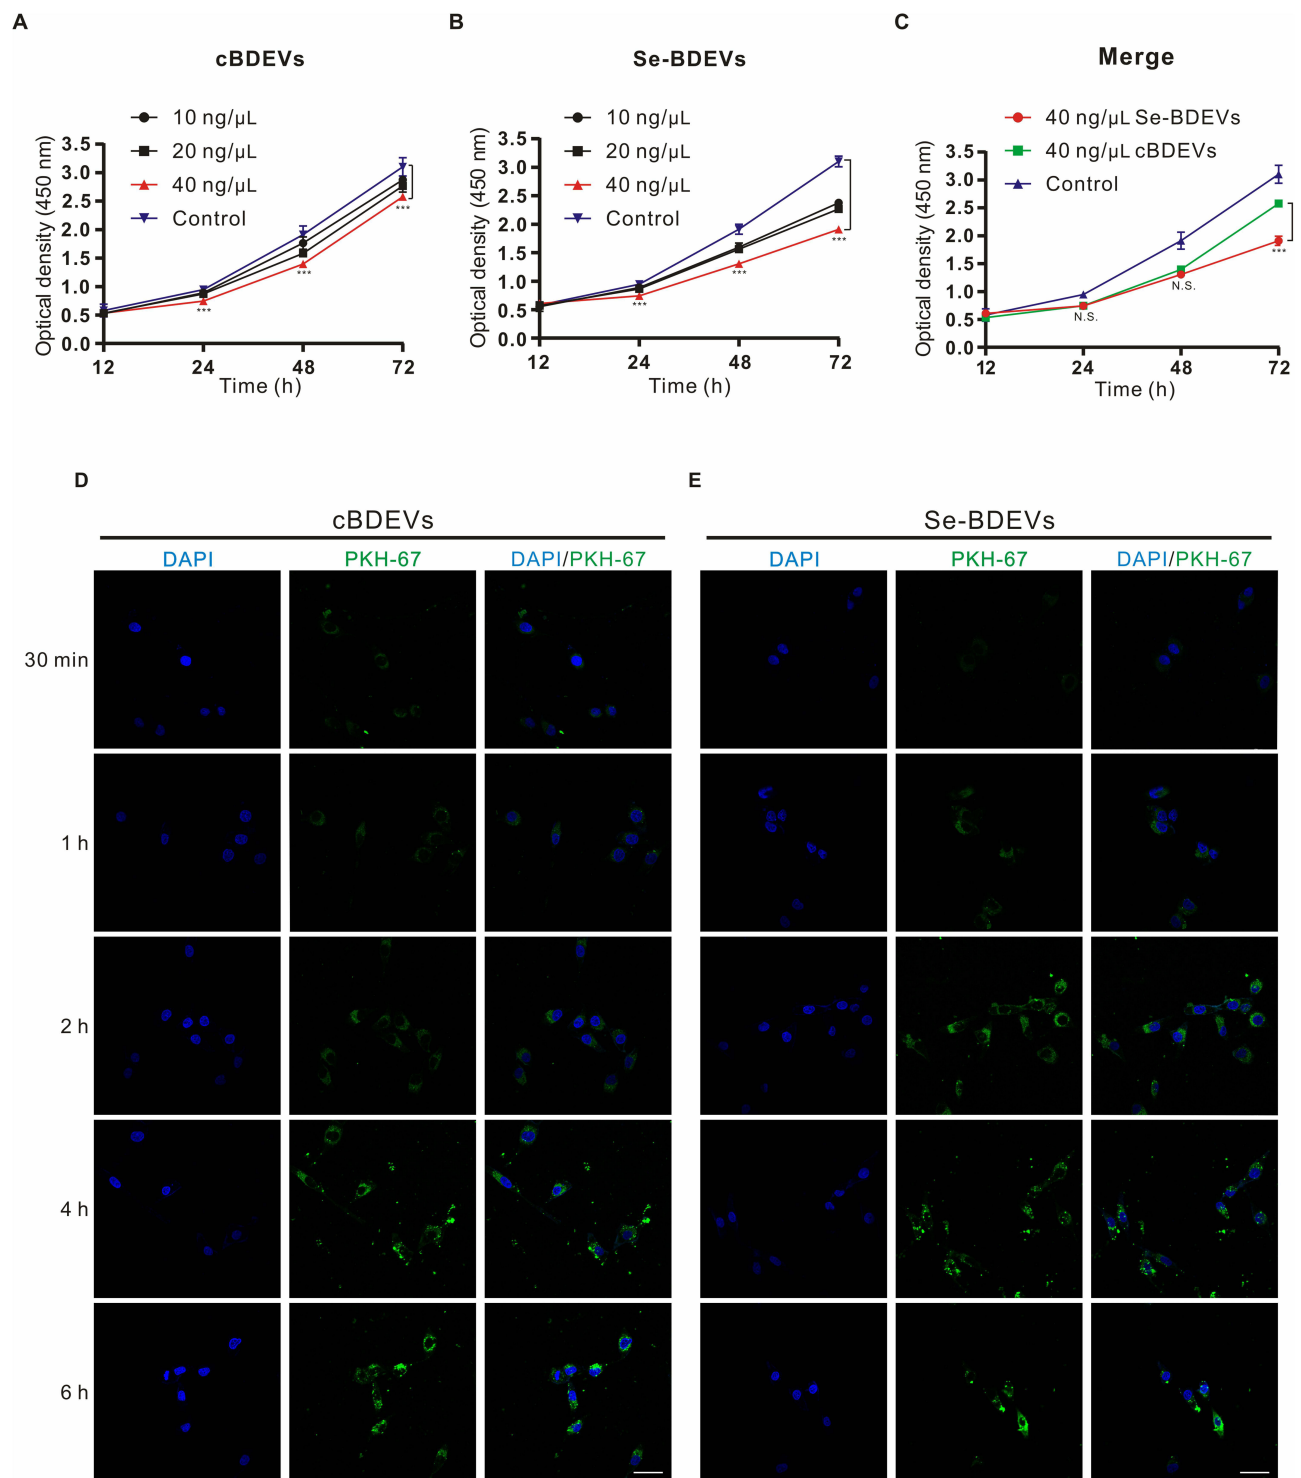 A
cBDEVs
10 ng/µL
20 ng/µL
40 ng/µL
Control
Optical density (450 nm)
3.5
3.0
2.5
2.0
1.5
1.0
0.5
0.0
***
***
***
12
24
48
72
Time (h)
B
Se-BDEVs
10 ng/µL
20 ng/µL
40 ng/µL
Control
Optical density (450 nm)
3.5
3.0
2.5
2.0
1.5
1.0
0.5
0.0
***
***
***
12
24
48
72
Time (h)
C
Merge
40 ng/µL Se-BDEVs
40 ng/µL cBDEVs
Control
Optical density (450 nm)
3.5
3.0
2.5
2.0
1.5
1.0
0.5
0.0
N.S.
N.S.
***
12
24
48
72
Time (h)
D
cBDEVs
DAPI
PKH-67
DAPI/PKH-67
30 min
1 h
2 h
4 h
6 h
E
Se-BDEVs
DAPI
PKH-67
DAPI/PKH-67